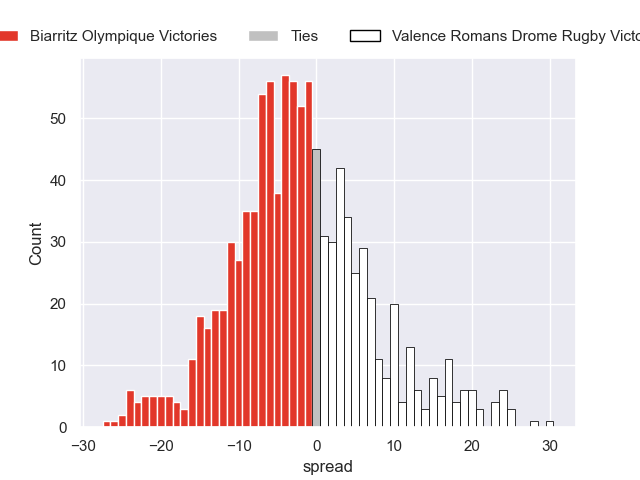 Biarritz Olympique Victories Ties Valence Romans Drome Rugby Victo
50
40
30
20
10
0
Count
−30 −20 −10 0 10 20 30
spread